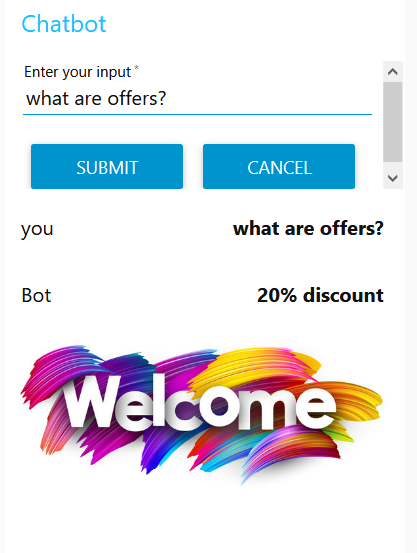 Chatbot
Enter your input *
what are offers?
SUBMIT CANCEL
you what are offers?
Bot 20% discount
Welcome